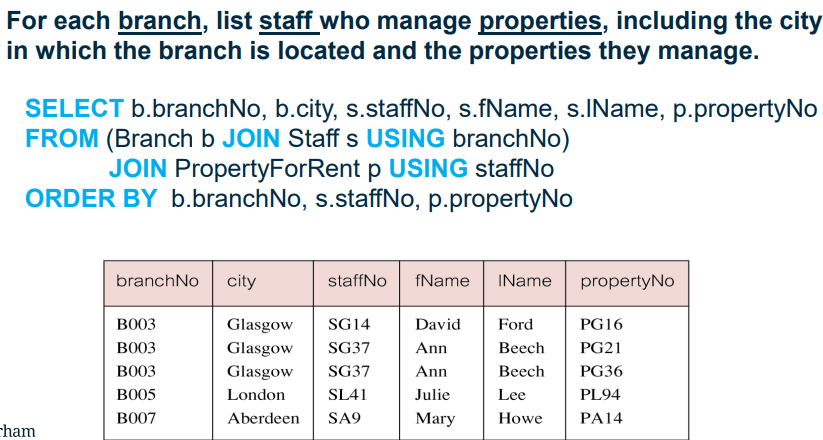 For each branch, list staff who manage properties, including the city
in which the branch is located and the properties they manage.
SELECT b.branchNo, b.city, s.staffNo, s.fName, s.lName, p.propertyNo
FROM (Branch b JOIN Staff s USING branchNo)
JOIN PropertyForRent p USING staffNo
ORDER BY b.branchNo, s.staffNo, p.propertyNo
branchNo city staffNo fName lName propertyNo
B003 Glasgow SG14 David Ford PG16
B003 Glasgow SG37 Ann Beech PG21
B003 Glasgow SG37 Ann Beech PG36
B005 London SL41 Julie Lee PL94
B007 Aberdeen SA9 Mary Howe PA14